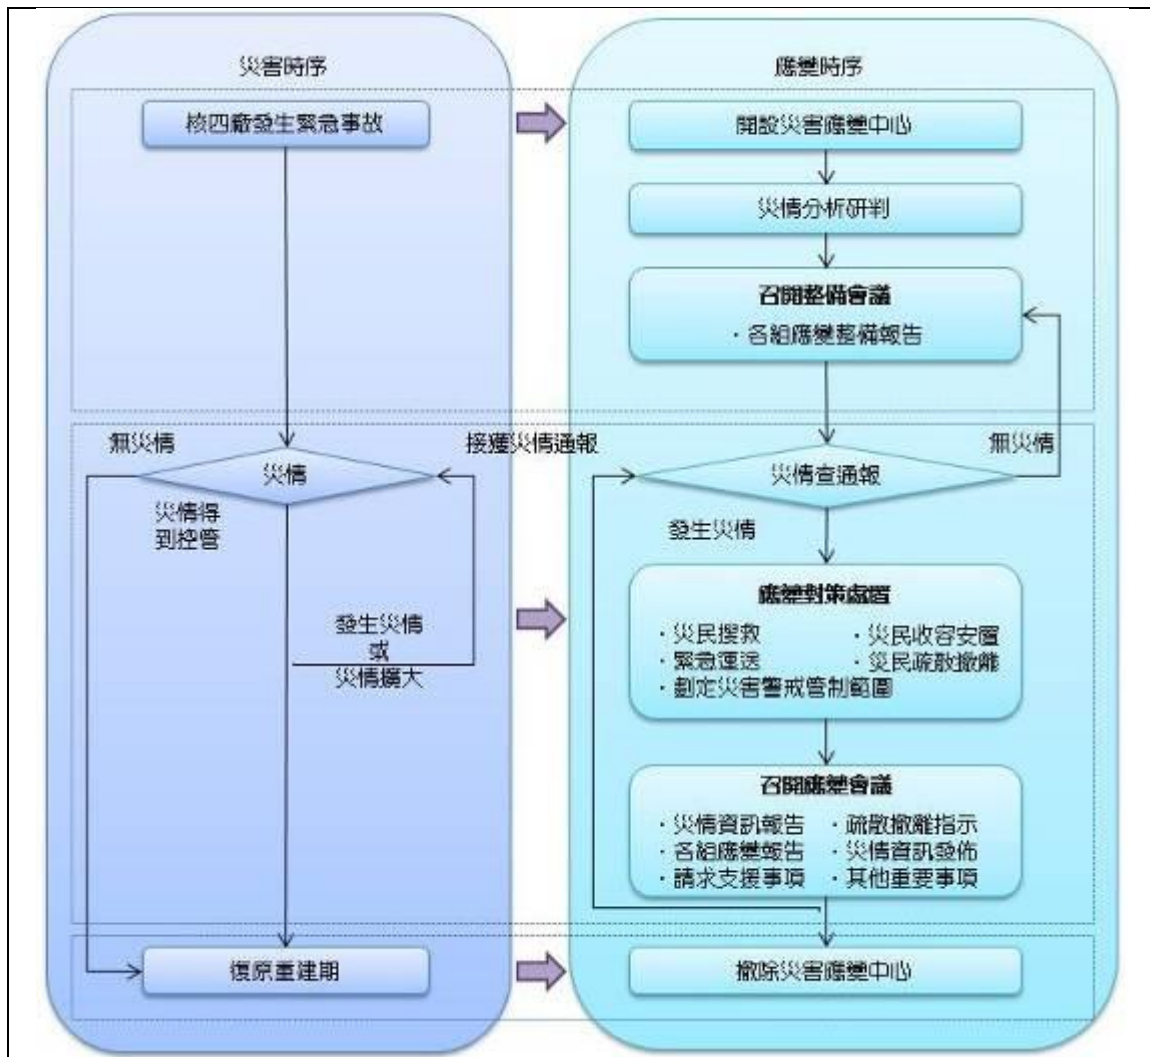 災害時序
核四廠發生緊急事故
無災情
災情
災情得
到控管
發生災情
或
災情擴大
復原重建期
應變時序
開設災害應變中心
災情分析研判
召開整備會議
・各組應變整備報告
接獲災情通報
災情查通報
無災情
發生災情
應變對策處置
・災民搜救
・災民收容安置
・緊急運送
・災民疏散撤離
・劃定災害警戒管制範圍
召開應變會議
・災情資訊報告
・疏散撤離指示
・各組應變報告
・災情資訊發佈
・請求支援事項
・其他重要事項
撤除災害應變中心